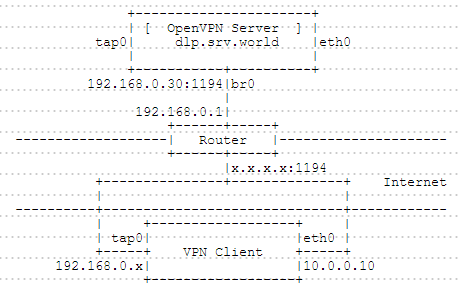 [ OpenVPN Server ]
tap0 dlp.srv.world eth0
192.168.0.30:1194 br0
192.168.0.1
Router
x.x.x.x:1194
Internet
tap0 eth0
VPN Client
192.168.0.x 10.0.0.10